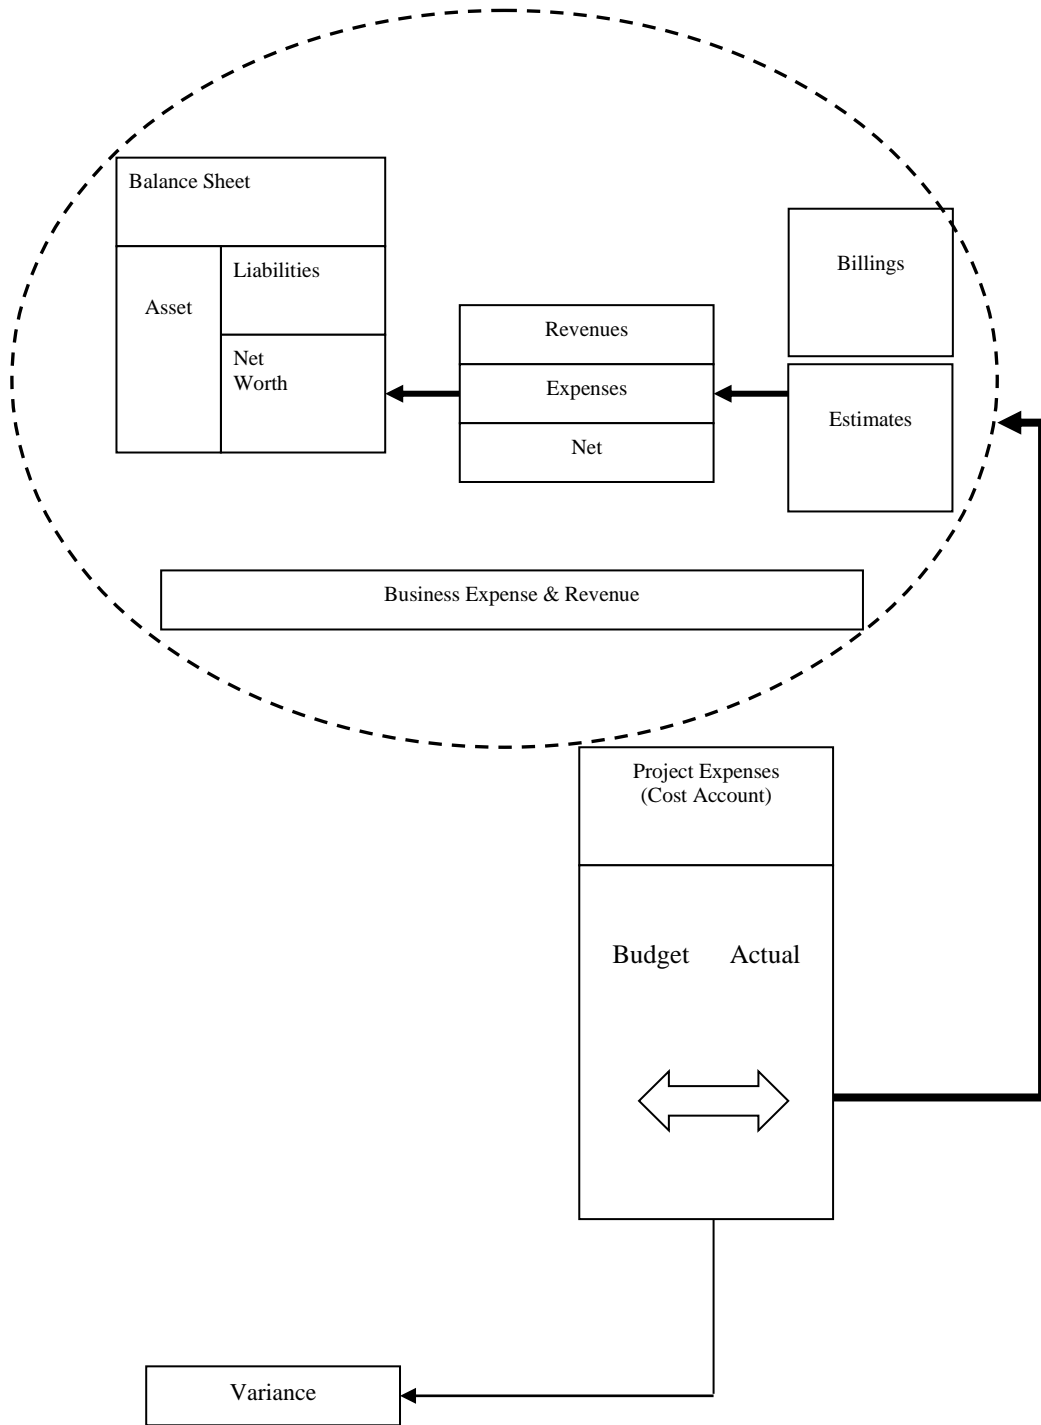 Balance Sheet
Asset
Liabilities
Net
Worth
Revenues
Expenses
Net
Billings
Estimates
Business Expense & Revenue
Project Expenses
(Cost Account)
Budget Actual
Variance